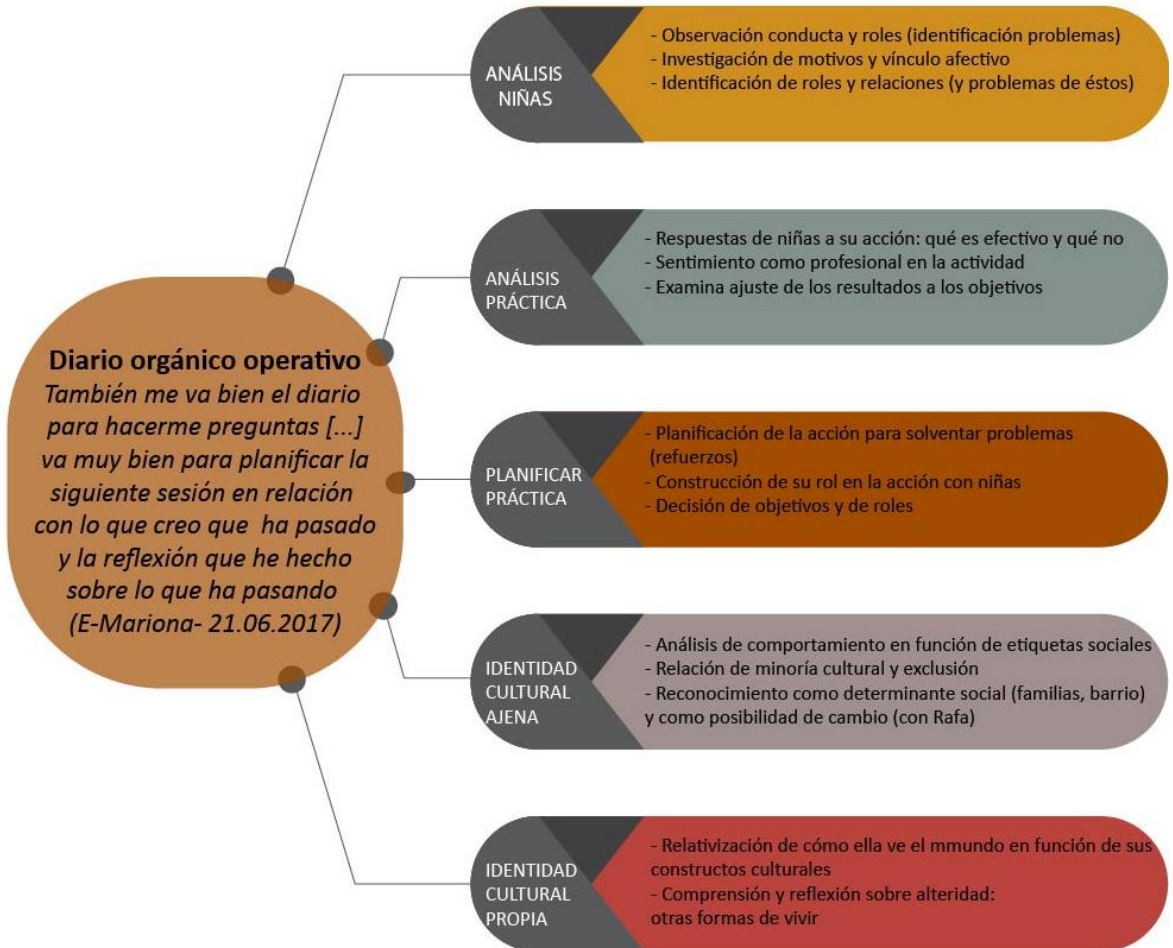 Diario orgánico operativo
También me va bien el diario
para hacerme preguntas [...]
va muy bien para planificar la
siguiente sesión en relación
con lo que creo que ha pasado
y la reflexión que he hecho
sobre lo que ha pasando
(E-Mariona- 21.06.2017)
ANÁLISIS
NIÑAS
- Observación conducta y roles (identificación problemas)
- Investigación de motivos y vínculo afectivo
- Identificación de roles y relaciones (y problemas de éstos)
ANÁLISIS
PRÁCTICA
- Respuestas de niñas a su acción: qué es efectivo y qué no
- Sentimiento como profesional en la actividad
- Examina ajuste de los resultados a los objetivos
PLANIFICAR
PRÁCTICA
- Planificación de la acción para solventar problemas
(refuerzos)
- Construcción de su rol en la acción con niñas
- Decisión de objetivos y de roles
IDENTIDAD
CULTURAL
AJENA
- Análisis de comportamiento en función de etiquetas sociales
- Relación de minoría cultural y exclusión
- Reconocimiento como determinante social (familias, barrio)
y como posibilidad de cambio (con Rafa)
IDENTIDAD
CULTURAL
PROPIA
- Relativización de cómo ella ve el mmundo en función de sus
constructos culturales
- Comprensión y reflexión sobre alteridad:
otras formas de vivir